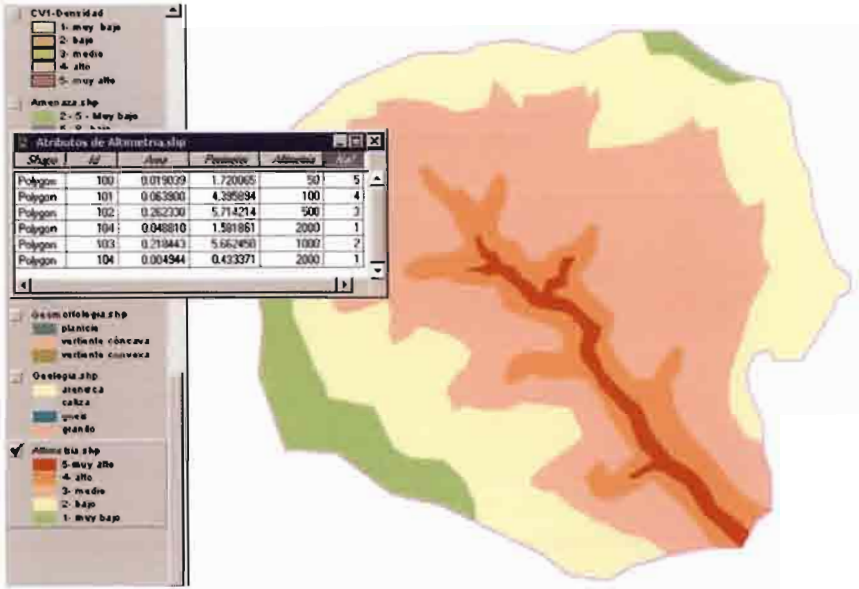 CV1-Densidad
1- muy bajo
2- bajo
3- medio
4- alto
5- muy alto
Amenaza.shp
2 - 5 - Muy bajo
Atributos de Altimetria.shp
Shape Id Area Perimeter
Polygon 100 0.019039 1.720065 50 5
Polygon 101 0.063900 4.395894 100 4
Polygon 102 0.262330 5.714214 500 3
Polygon 104 0.048810 1.581861 2000 1
Polygon 103 0.218443 5.662450 1000 2
Polygon 104 0.004944 0.433371 2000 1
Geomorfologia.shp
planicie
vertiente cóncava
vertiente convexa
Geologia.shp
arenisca
caliza
gneis
granito
Altimetria.shp
5- muy alto
4- alto
3- medio
2- bajo
1- muy bajo